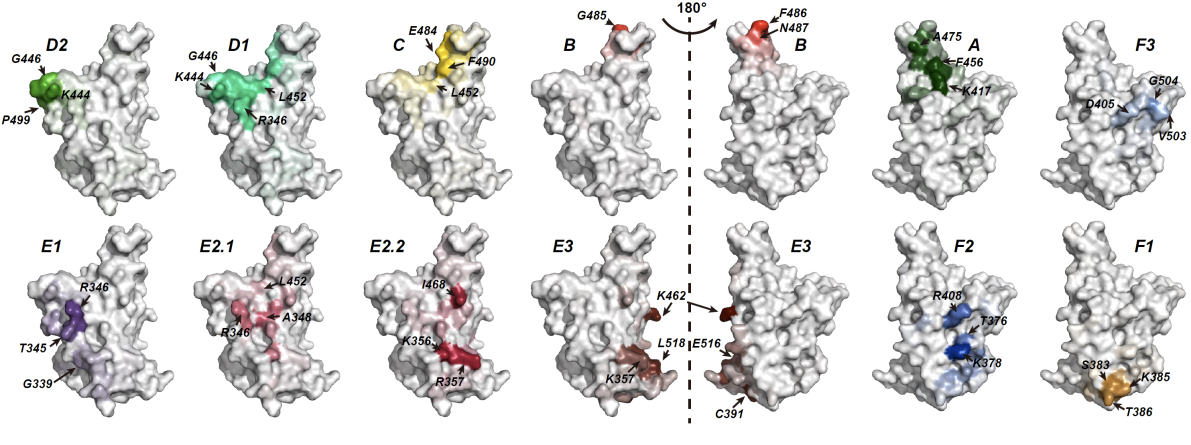 D2
G446
K444
P499
D1
G446
K444
L452
R346
C
E484
F490
L452
B
G485
180°
B
F486
N487
A
A475
F456
K417
F3
G504
D405
V503
E1
R346
T345
G339
E2.1
L452
R346
A348
E2.2
I468
K356
R357
E3
K462
L518
K357
E3
E516
C391
F2
R408
T376
K378
F1
S383
K385
T386